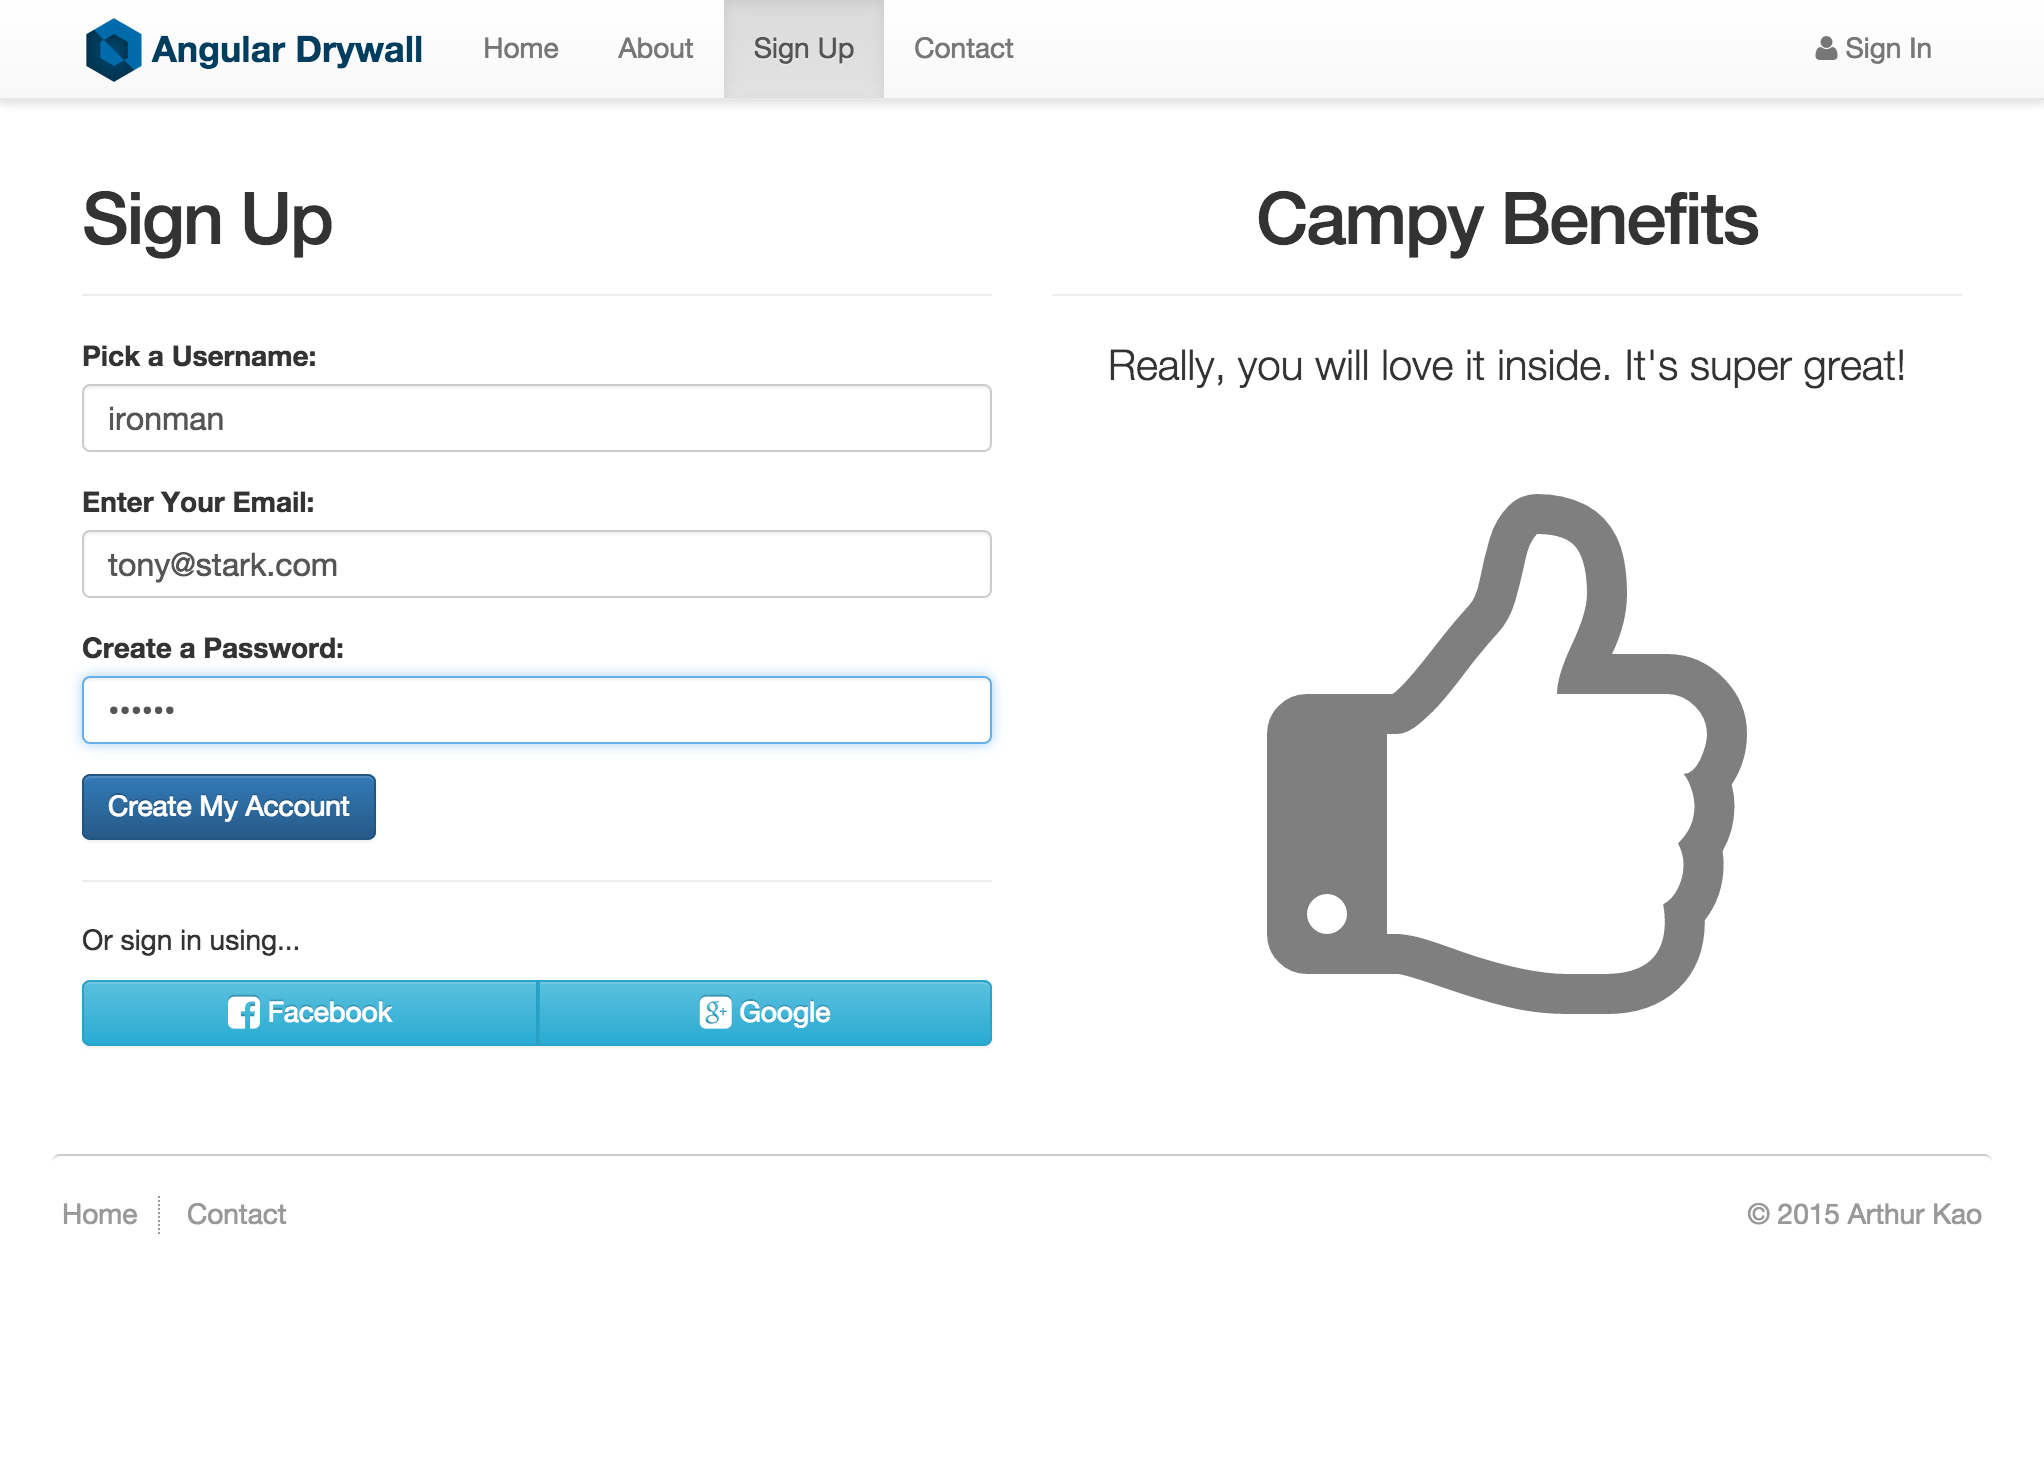 Angular Drywall Home About Sign Up Contact Sign In
Sign Up
Pick a Username:
ironman
Enter Your Email:
tony@stark.com
Create a Password:
••••••
Create My Account
Or sign in using...
Facebook Google
Campy Benefits
Really, you will love it inside. It's super great!
Home Contact © 2015 Arthur Kao